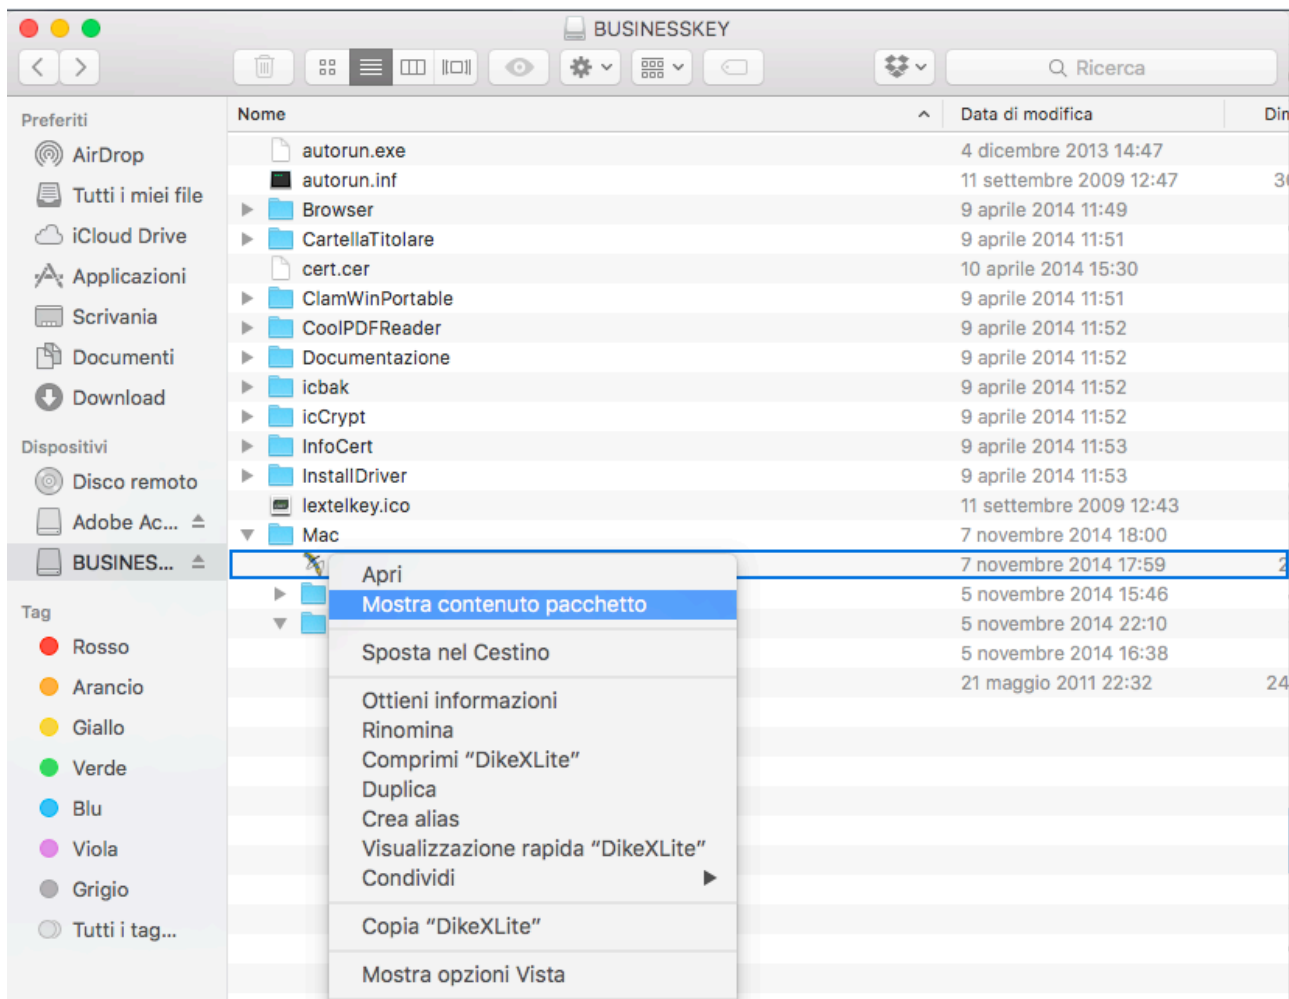 BUSINESSKEY
Ricerca
Preferiti
AirDrop
Tutti i miei file
iCloud Drive
Applicazioni
Scrivania
Documenti
Download
Dispositivi
Disco remoto
Adobe Ac...
BUSINES...
Tag
Rosso
Arancio
Giallo
Verde
Blu
Viola
Grigio
Tutti i tag...
Nome Data di modifica Dim
autorun.exe 4 dicembre 2013 14:47
autorun.inf 11 settembre 2009 12:47 30
Browser 9 aprile 2014 11:49
CartellaTitolare 9 aprile 2014 11:51
cert.cer 10 aprile 2014 15:30
ClamWinPortable 9 aprile 2014 11:51
CoolPDFReader 9 aprile 2014 11:52
Documentazione 9 aprile 2014 11:52
icbak 9 aprile 2014 11:52
icCrypt 9 aprile 2014 11:52
InfoCert 9 aprile 2014 11:53
InstallDriver 9 aprile 2014 11:53
lextelkey.ico 11 settembre 2009 12:43
Mac 7 novembre 2014 18:00
7 novembre 2014 17:59 2
5 novembre 2014 15:46
5 novembre 2014 22:10
5 novembre 2014 16:38
21 maggio 2011 22:32 24
Apri
Mostra contenuto pacchetto
Sposta nel Cestino
Ottieni informazioni
Rinomina
Comprimi “DikeXLite”
Duplica
Crea alias
Visualizzazione rapida “DikeXLite”
Condividi
Copia “DikeXLite”
Mostra opzioni Vista